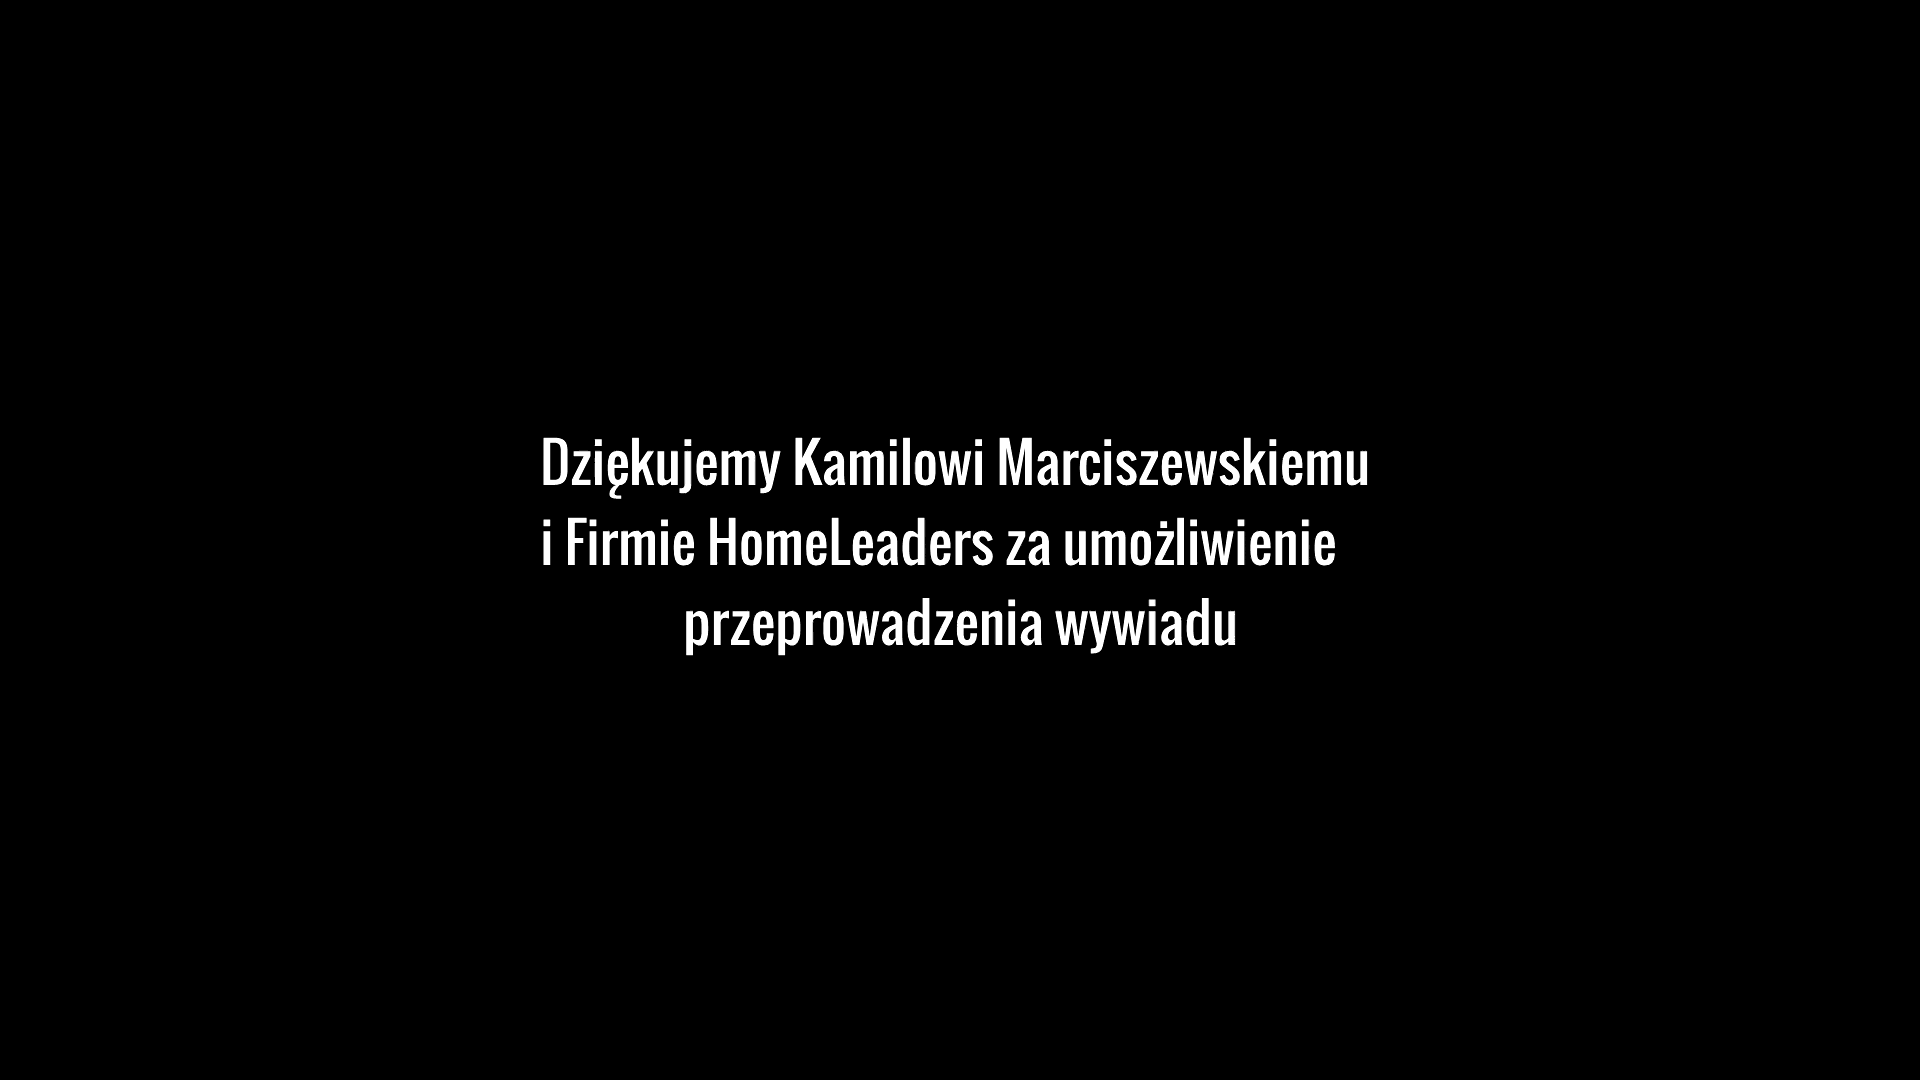 Dziękujemy Kamilowi Marciszewskiemu
i Firmie HomeLeaders za umożliwienie
przeprowadzenia wywiadu